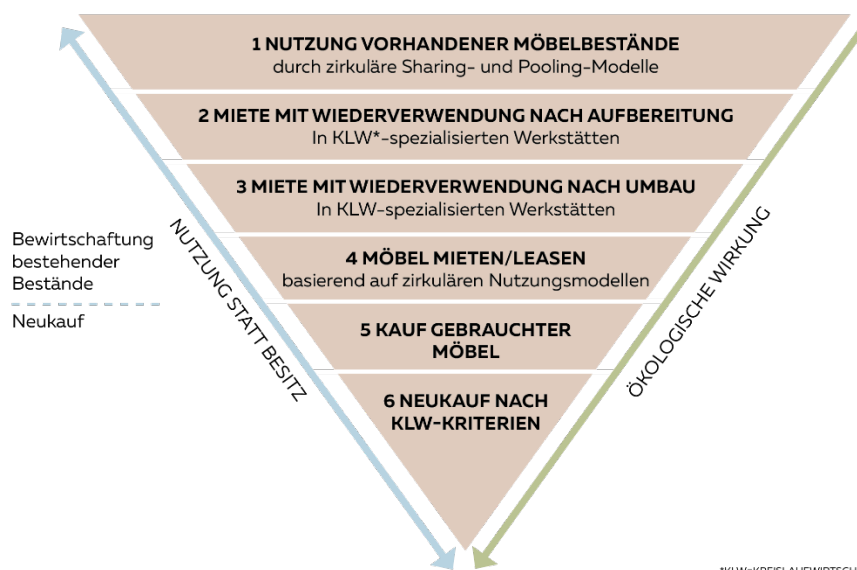 1 NUTZUNG VORHANDENER MÖBELBESTÄNDE
durch zirkuläre Sharing- und Pooling-Modelle
2 MIETE MIT WIEDERVERWENDUNG NACH AUFBEREITUNG
In KLW*-spezialisierten Werkstätten
3 MIETE MIT WIEDERVERWENDUNG NACH UMBAU
In KLW-spezialisierten Werkstätten
4 MÖBEL MIETEN/LEASEN
basierend auf zirkulären Nutzungsmodellen
5 KAUF GEBRAUCHTER
MÖBEL
6 NEUKAUF NACH
KLW-KRITERIEN
Bewirtschaftung
bestehender
Bestände
Neukauf
NUTZUNG STATT BESITZ
ÖKOLOGISCHE WIRKUNG